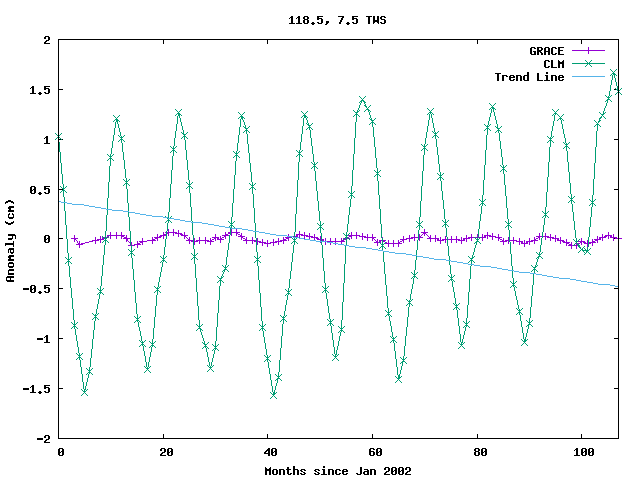 118.5, 7.5 TWS
GRACE
CLM
Trend Line
2
1.5
1
0.5
0
-0.5
-1
-1.5
-2
Anomaly (cm)
0 20 40 60 80 100
Months since Jan 2002